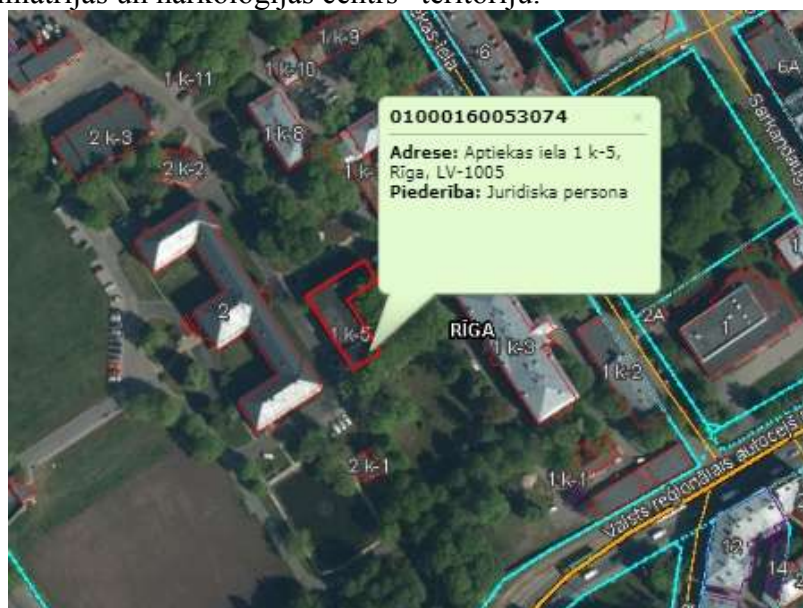 miatrijas un narkoloģijas centrs" teritoriju.
1 k-9
6
1 k-10
1 k-11
6A
2 k-3
1 k-8
2 k-2
01000160053074
Adrese: Aptiekas iela 1 k-5,
Rīga, LV-1005
Piederība: Juridiska persona
2
1 k-5
RĪGA
1 k-3
2A
1
1 k-2
2 k-1
1 k-1
Valsts reģionālais autoceļš
12
14